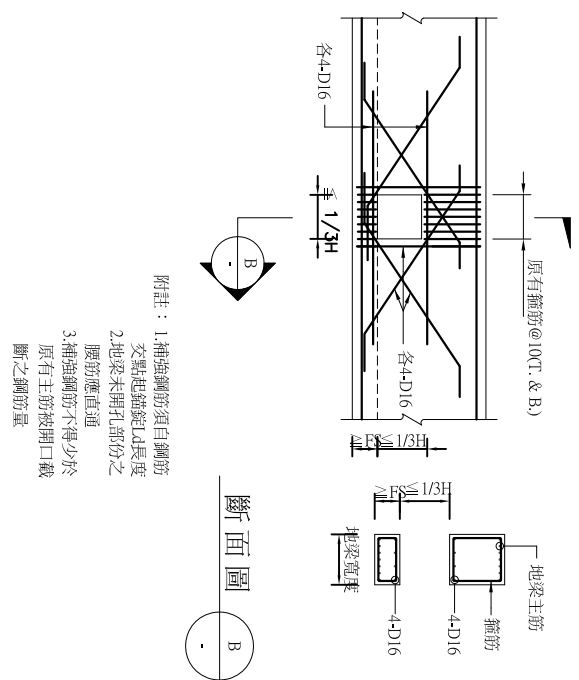 各4-D16
≦ 1/3H
原有箍筋@10(T. & B.)
各4-D16
≧FS
≦1/3H
B
-
附註：1.補強鋼筋須自鋼筋
交點起錨錠Ld長度
2.地梁未開孔部份之
腰筋應直通
3.補強鋼筋不得少於
原有主筋被開口截
斷之鋼筋量
≧FS
≦1/3H
地梁寬度
地梁主筋
箍筋
4-D16
4-D16
斷面圖
B
-